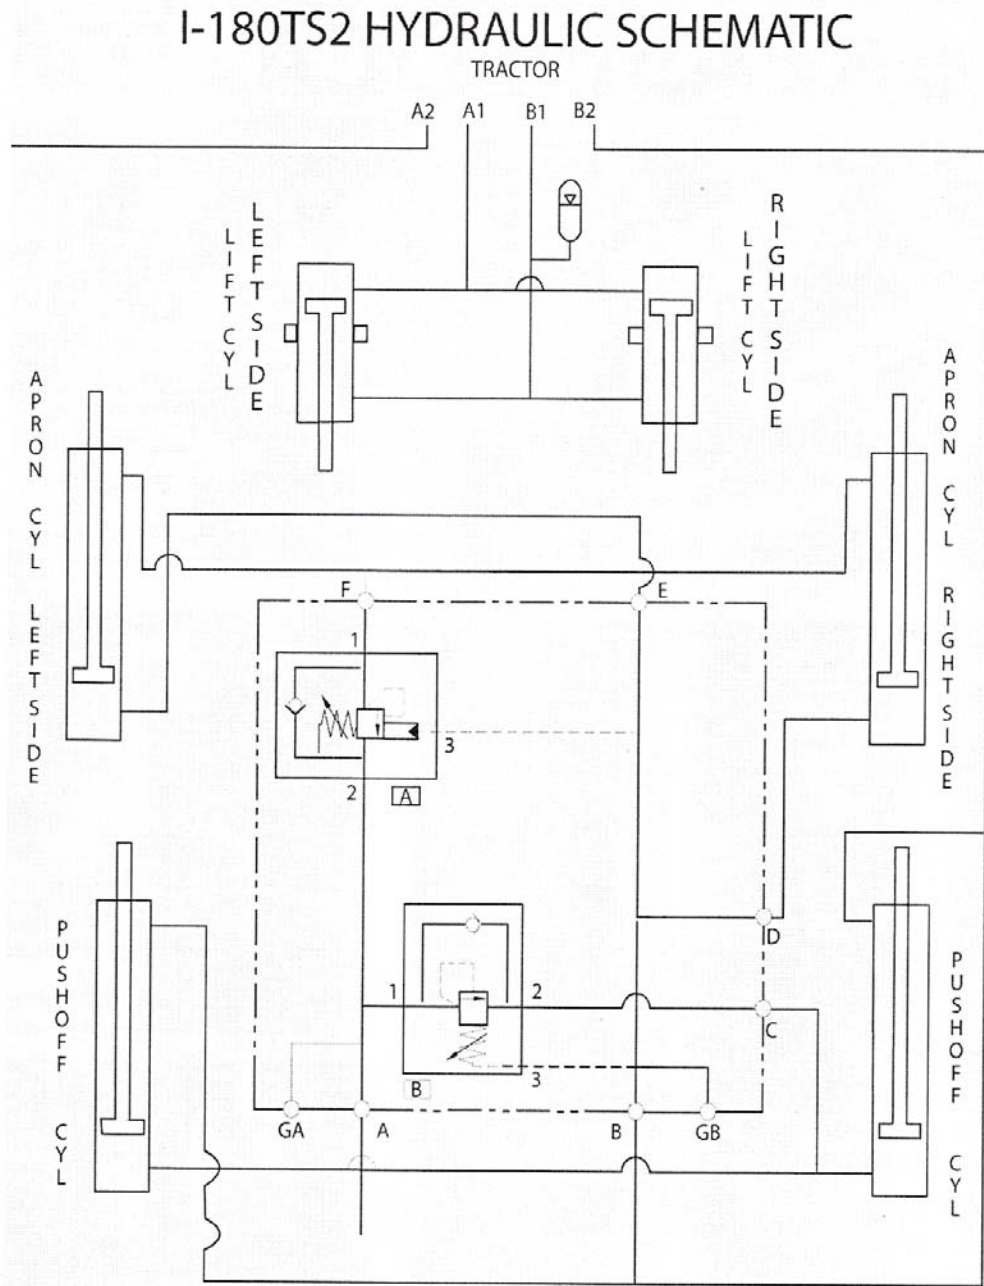 I-180TS2 HYDRAULIC SCHEMATIC
TRACTOR
A2 A1 B1 B2
LEFT SIDE
LIFT CYL
RIGHT SIDE
LIFT CYL
APRON CYL LEFT SIDE
APRON CYL RIGHT SIDE
F
E
1
3
2
A
D
1
2
C
3
B
GA
A
B
GB
PUSHOFF CYL
PUSHOFF CYL